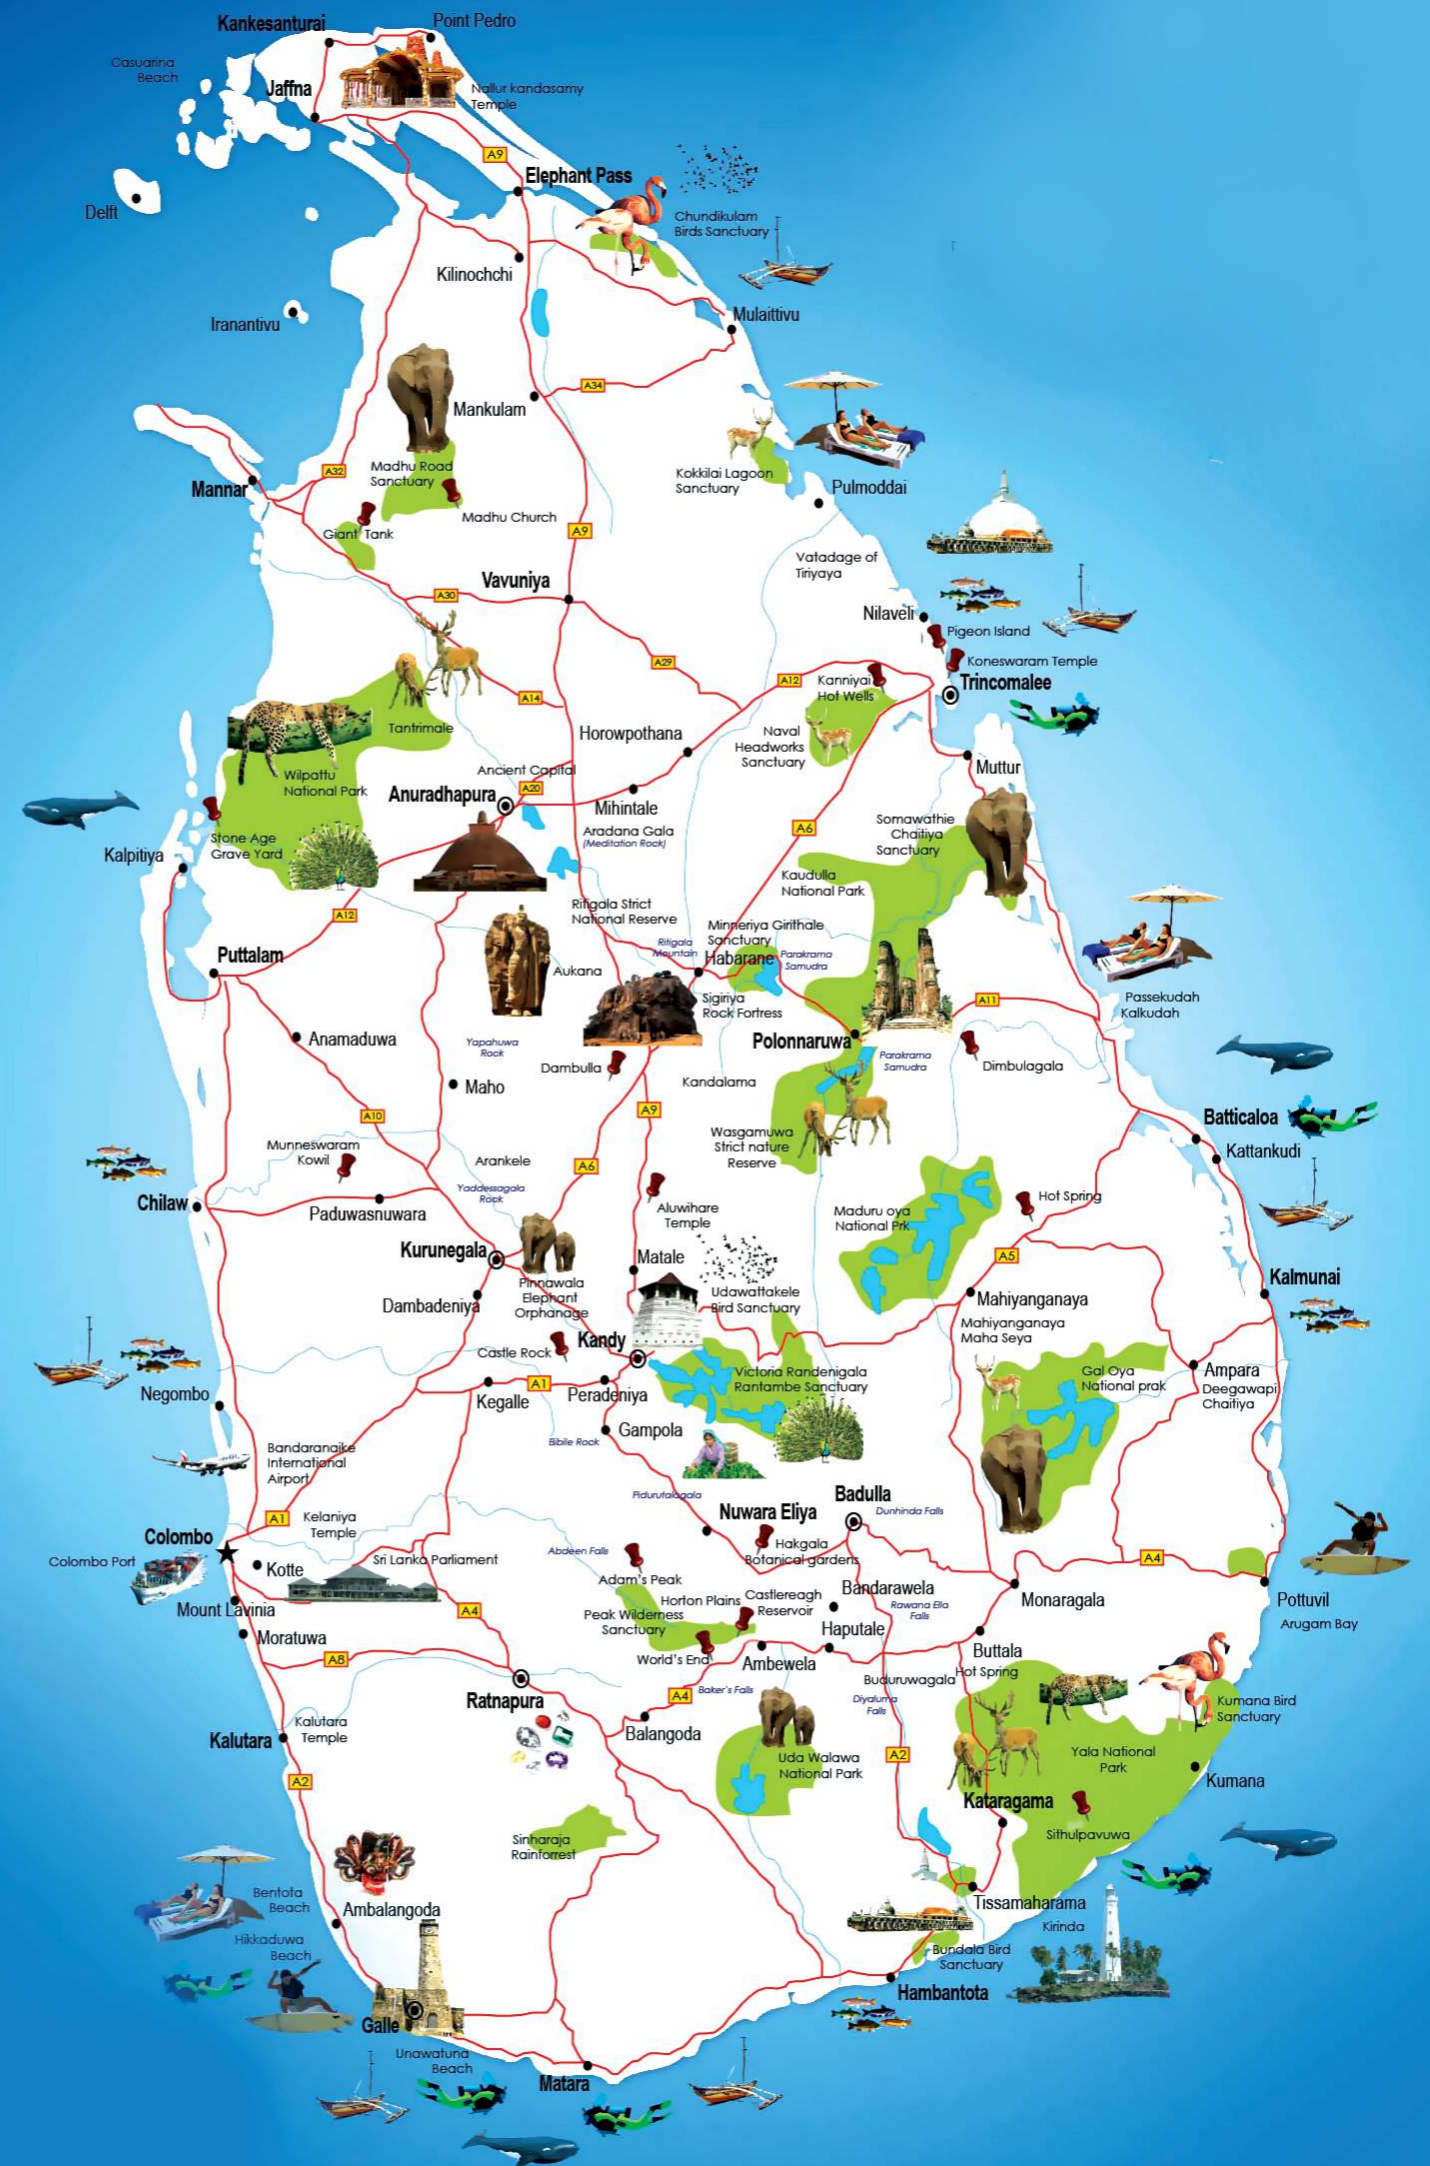 Kankesanturai
Point Pedro
Casuarina
Beach
Jaffna
Nallur kandasamy
Temple
A9
Elephant Pass
Delft
Chundikulam
Birds Sanctuary
Kilinochchi
Iranantivu
Mulaittivu
A34
Mankulam
A32
Madhu Road
Sanctuary
Kokkilai Lagoon
Sanctuary
Pulmoddai
Mannar
Madhu Church
Giant Tank
A9
Vatadage of
Tiriyaya
Vavuniya
A30
Nilaveli
Pigeon Island
A29
Koneswaram Temple
A12
Kanniyai
Hot Wells
Trincomalee
A14
Tantrimale
Horowpothana
Naval
Headworks
Sanctuary
Muttur
Ancient Capital
Wilpattu
National Park
A20
Anuradhapura
Mihintale
Aradana Gala
(Meditation Rock)
A6
Somawathie
Chaitiya
Sanctuary
Stone Age
Grave Yard
Kalpitiya
Kaudulla
National Park
A12
Ritigala Strict
National Reserve
Minneriya Girithale
Sanctuary
Ritigala
Mountain
Habarane
Parakrama
Samudra
Puttalam
Aukana
Sigiriya
Rock Fortress
A11
Passekudah
Kalkudah
Anamaduwa
Yapahuwa
Rock
Polonnaruwa
Parakrama
Samudra
Dimbulagala
Dambulla
Kandalama
Maho
A10
A9
Batticaloa
Kattankudi
Munneswaram
Kowil
Wasgamuwa
Strict nature
Reserve
Arankele
A6
Yaddessagala
Rock
Hot Spring
Chilaw
Paduwasnuwara
Aluwihare
Temple
Maduru oya
National Prk
Kurunegala
Matale
A5
Kalmunai
Pinnawala
Elephant
Orphanage
Udawattakele
Bird Sanctuary
Dambadeniya
Mahiyanganaya
Mahiyanganaya
Maha Seya
Castle Rock
Kandy
Victoria Randenigala
Rantambe Sanctuary
Gal Oya
National prak
Ampara
Deegawapi
Chaitiya
Negombo
Kegalle
A1
Peradeniya
Gampola
Bibile Rock
Bandaranaike
International
Airport
Pidurutalagala
Badulla
Dunhinda Falls
Nuwara Eliya
A1
Kelaniya
Temple
Colombo
Colombo Port
Kotte
Sri Lanka Parliament
Abdeen Falls
Hakgala
Botanical gardens
A4
Adam's Peak
Mount Lavinia
A4
Horton Plains
Castlereagh
Reservoir
Bandarawela
Rawana Ella
Falls
Monaragala
Pottuvil
Arugam Bay
Peak Wilderness
Sanctuary
Moratuwa
Haputale
A8
World's End
Ambewela
Buttala
Hot Spring
Buduruwagala
Ratnapura
A4
Baker's Falls
Diyaluma
Falls
Kumana Bird
Sanctuary
Kalutara
Kalutara
Temple
Balangoda
A2
Uda Walawa
National Park
Yala National
Park
Kumana
A2
Kataragama
Sithulpavuwa
Sinharaja
Rainforrest
Bentota
Beach
Ambalangoda
Tissamaharama
Kirinda
Hikkaduwa
Beach
Bundala Bird
Sanctuary
Hambantota
Galle
Unawatuna
Beach
Matara